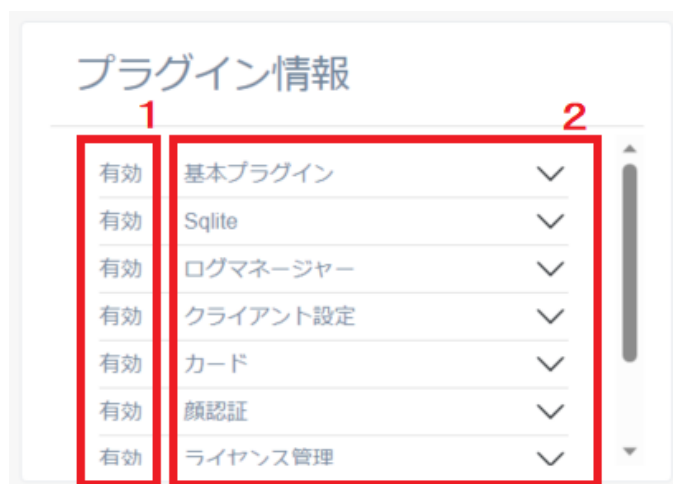 プラグイン情報
1
2
有効 基本プラグイン
有効 Sqlite
有効 ログマネージャー
有効 クライアント設定
有効 カード
有効 顔認証
有効 ライセンス管理